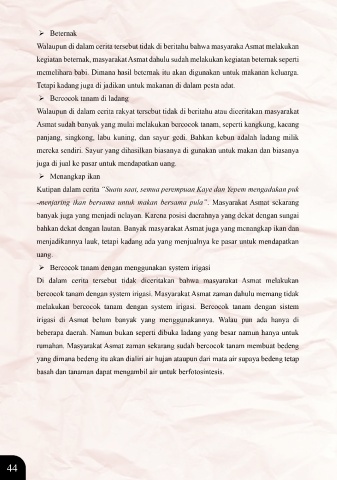 ➢ Beternak
Walaupun di dalam cerita tersebut tidak di beritahu bahwa masyaraka Asmat melakukan
kegiatan beternak, masyarakat Asmat dahulu sudah melakukan kegiatan beternak seperti
memelihara babi. Dimana hasil beternak itu akan digunakan untuk makanan keluarga.
Tetapi kadang juga di jadikan untuk makanan di dalam pesta adat.
➢ Bercocok tanam di ladang
Walaupun di dalam cerita rakyat tersebut tidak di beritahu atau diceritakan masyarakat
Asmat sudah banyak yang mulai melakukan bercocok tanam, seperti kangkung, kacang
panjang, singkong, labu kuning, dan sayur gedi. Bahkan kebun adalah ladang milik
mereka sendiri. Sayur yang dihasilkan biasanya di gunakan untuk makan dan biasanya
juga di jual ke pasar untuk mendapatkan uang.
➢ Menangkap ikan
Kutipan dalam cerita "Suatu saat, semua perempuan Kaye dan Yepem mengadakan pok
-menjaring ikan bersama untuk makan bersama pula". Masyarakat Asmat sekarang
banyak juga yang menjadi nelayan. Karena posisi daerahnya yang dekat dengan sungai
bahkan dekat dengan lautan. Banyak masyarakat Asmat juga yang menangkap ikan dan
menjadikannya lauk, tetapi kadang ada yang menjualnya ke pasar untuk mendapatkan
uang.
➢ Bercocok tanam dengan menggunakan system irigasi
Di dalam cerita tersebut tidak diceritakan bahwa masyarakat Asmat melakukan
bercocok tanam dengan system irigasi. Masyarakat Asmat zaman dahulu memang tidak
melakukan bercocok tanam dengan system irigasi. Bercocok tanam dengan sistem
irigasi di Asmat belum banyak yang menggunakannya. Walau pun ada hanya di
beberapa daerah. Namun bukan seperti dibuka ladang yang besar namun hanya untuk
rumahan. Masyarakat Asmat zaman sekarang sudah bercocok tanam membuat bedeng
yang dimana bedeng itu akan dialiri air hujan ataupun dari mata air supaya bedeng tetap
basah dan tanaman dapat mengambil air untuk berfotosintesis.
44